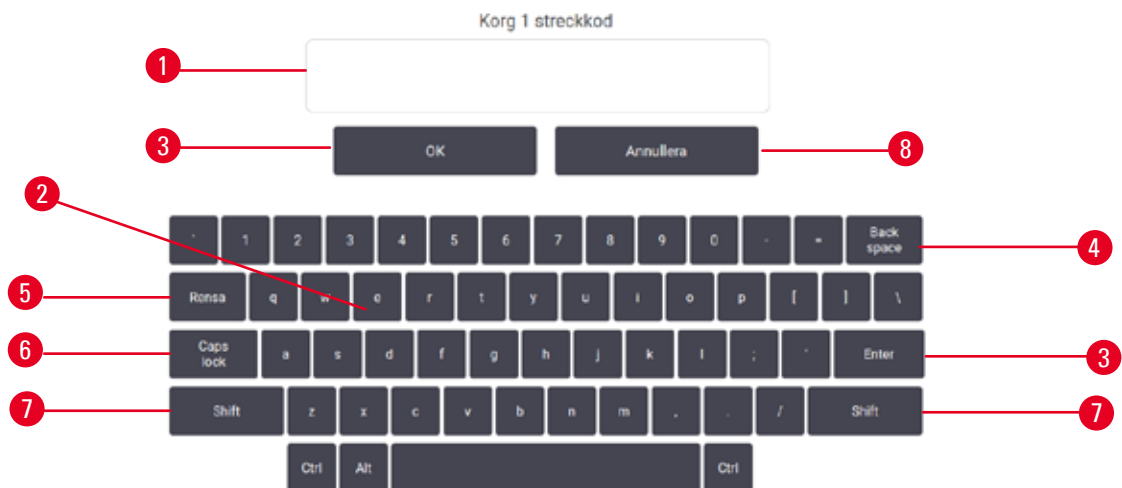 Korg 1 streckkod
1
3 OK Annullera 8
2
` 1 2 3 4 5 6 7 8 9 0 - = Back space 4
5 Rensa q w e r t y u i o p [ ] \
6 Caps lock a s d f g h j k l ; ' Enter 3
7 Shift z x c v b n m , . / Shift 7
Ctrl Alt Ctrl